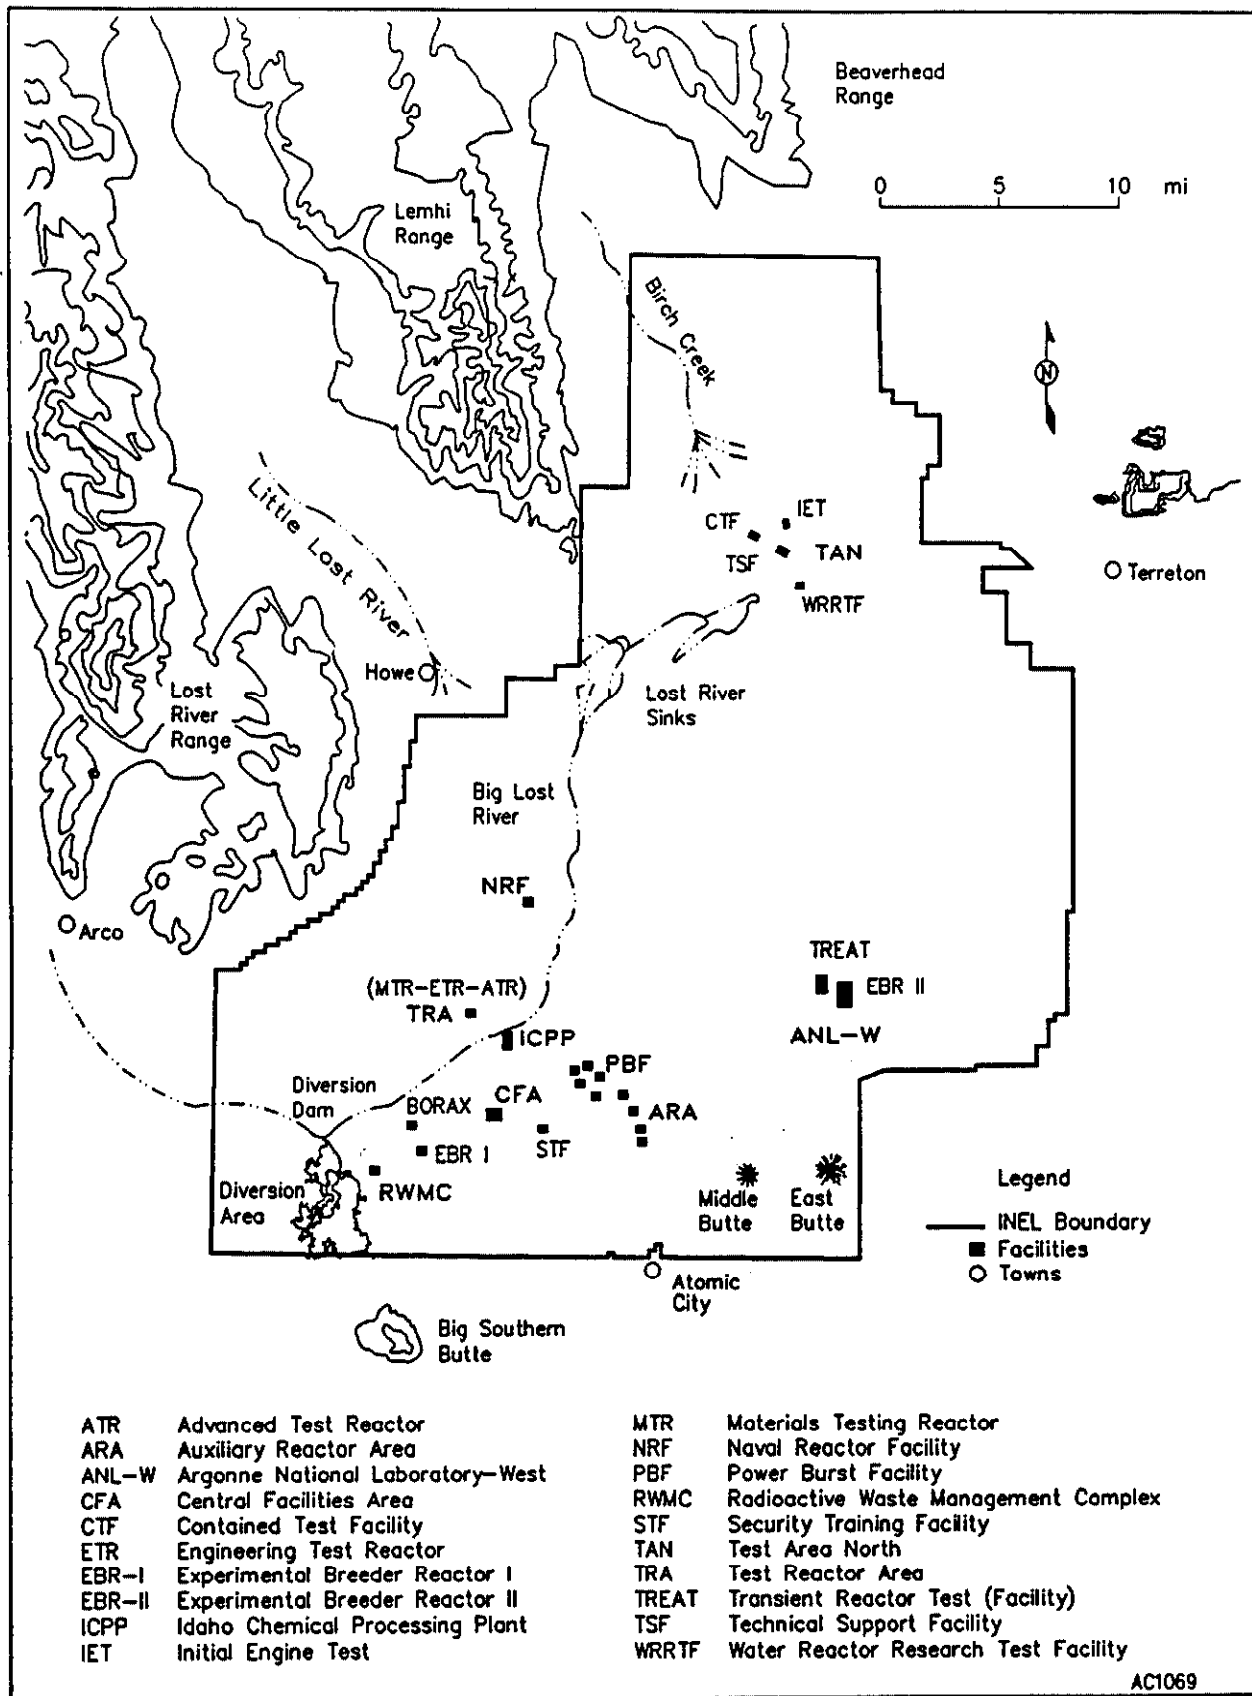 Beaverhead
Range
0 5 10 mi
Lemhi
Range
Birch Creek
N
Little Lost River
CTF
IET
TSF
TAN
WRRTF
Terreton
Howe
Lost
River
Range
Lost River
Sinks
Big Lost
River
NRF
Arco
TREAT
EBR II
ANL-W
(MTR-ETR-ATR)
TRA
ICPP
PBF
Diversion
Dam
BORAX
CFA
ARA
EBR I
STF
RWMC
Diversion
Area
Middle
Butte
East
Butte
Legend
INEL Boundary
Facilities
Towns
Atomic
City
Big Southern
Butte
ATR Advanced Test Reactor
ARA Auxiliary Reactor Area
ANL-W Argonne National Laboratory-West
CFA Central Facilities Area
CTF Contained Test Facility
ETR Engineering Test Reactor
EBR-I Experimental Breeder Reactor I
EBR-II Experimental Breeder Reactor II
ICPP Idaho Chemical Processing Plant
IET Initial Engine Test
MTR Materials Testing Reactor
NRF Naval Reactor Facility
PBF Power Burst Facility
RWMC Radioactive Waste Management Complex
STF Security Training Facility
TAN Test Area North
TRA Test Reactor Area
TREAT Transient Reactor Test (Facility)
TSF Technical Support Facility
WRRTF Water Reactor Research Test Facility
AC1069